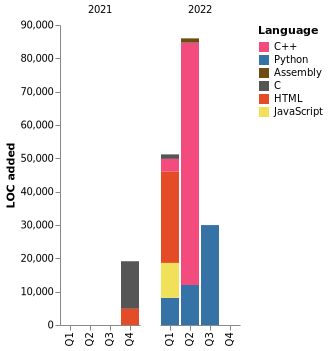 2021
2022
Language
C++
Python
Assembly
C
HTML
JavaScript
LOC added
90,000
80,000
70,000
60,000
50,000
40,000
30,000
20,000
10,000
0
Q1
Q2
Q3
Q4
Q1
Q2
Q3
Q4